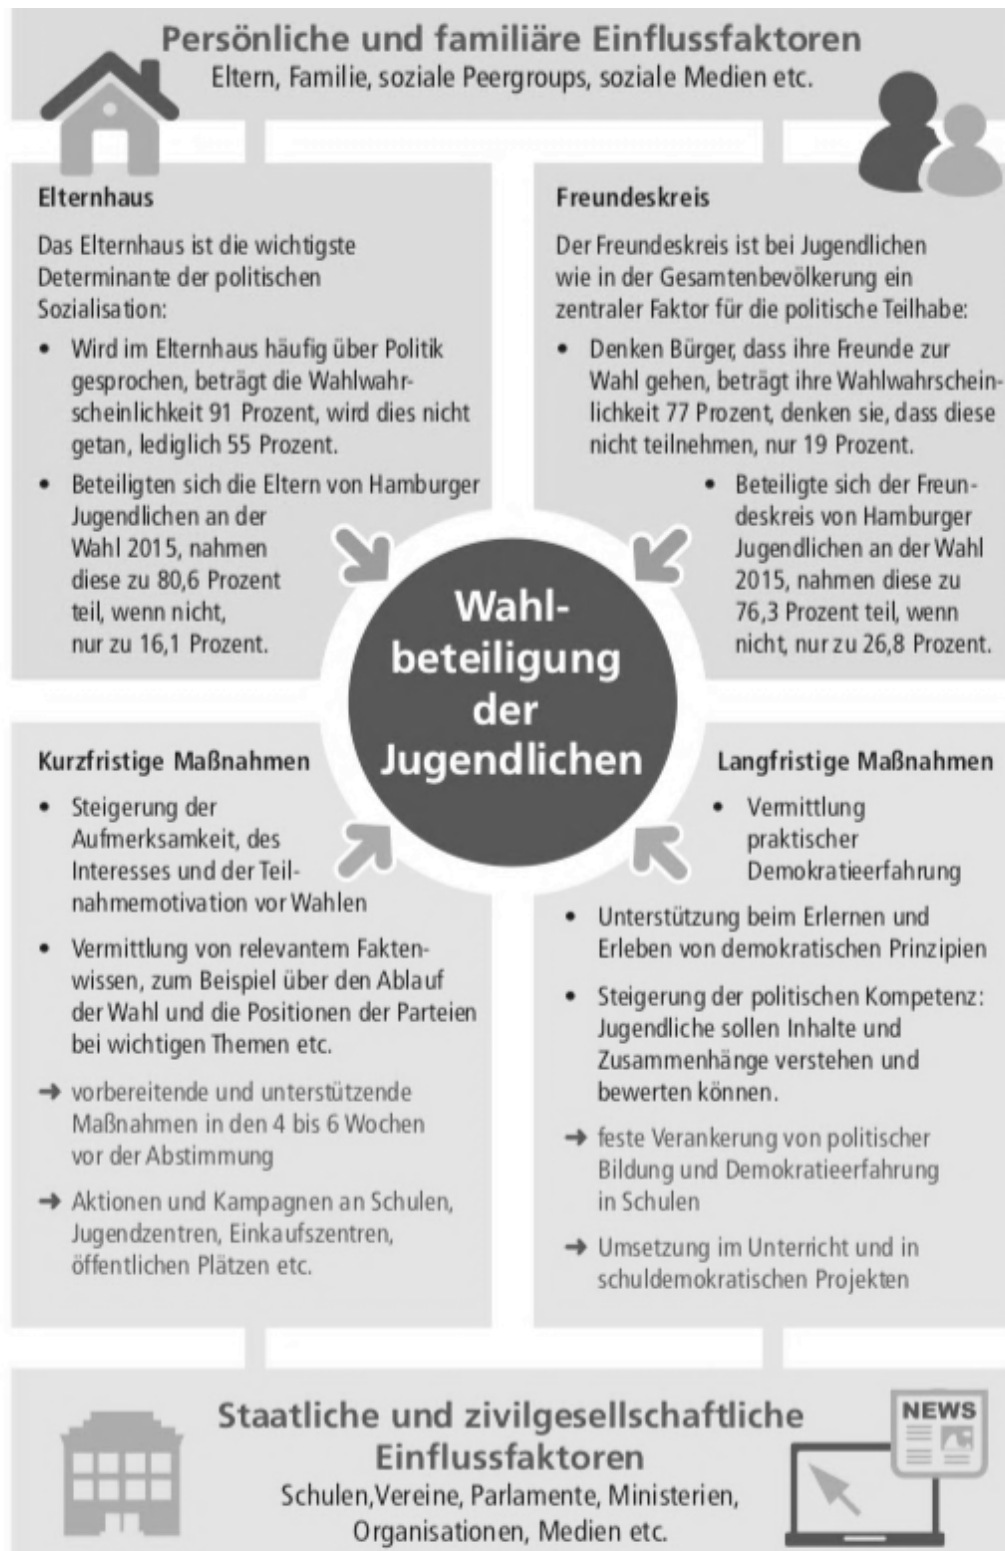 Persönliche und familiäre Einflussfaktoren
Eltern, Familie, soziale Peergroups, soziale Medien etc.
Elternhaus
Das Elternhaus ist die wichtigste
Determinante der politischen
Sozialisation:
• Wird im Elternhaus häufig über Politik
gesprochen, beträgt die Wahlwahr-
scheinlichkeit 91 Prozent, wird dies nicht
getan, lediglich 55 Prozent.
• Beteiligten sich die Eltern von Hamburger
Jugendlichen an der
Wahl 2015, nahmen
diese zu 80,6 Prozent
teil, wenn nicht,
nur zu 16,1 Prozent.
Freundeskreis
Der Freundeskreis ist bei Jugendlichen
wie in der Gesamtenbevölkerung ein
zentraler Faktor für die politische Teilhabe:
• Denken Bürger, dass ihre Freunde zur
Wahl gehen, beträgt ihre Wahlwahrschein-
lichkeit 77 Prozent, denken sie, dass diese
nicht teilnehmen, nur 19 Prozent.
• Beteiligte sich der Freun-
deskreis von Hamburger
Jugendlichen an der Wahl
2015, nahmen diese zu
76,3 Prozent teil, wenn
nicht, nur zu 26,8 Prozent.
Wahl-
beteiligung
der
Jugendlichen
Kurzfristige Maßnahmen
• Steigerung der
Aufmerksamkeit, des
Interesses und der Teil-
nahmemotivation vor Wahlen
• Vermittlung von relevantem Fakten-
wissen, zum Beispiel über den Ablauf
der Wahl und die Positionen der Parteien
bei wichtigen Themen etc.
➔ vorbereitende und unterstützende
Maßnahmen in den 4 bis 6 Wochen
vor der Abstimmung
➔ Aktionen und Kampagnen an Schulen,
Jugendzentren, Einkaufszentren,
öffentlichen Plätzen etc.
Langfristige Maßnahmen
• Vermittlung
praktischer
Demokratieerfahrung
• Unterstützung beim Erlernen und
Erleben von demokratischen Prinzipien
• Steigerung der politischen Kompetenz:
Jugendliche sollen Inhalte und
Zusammenhänge verstehen und
bewerten können.
➔ feste Verankerung von politischer
Bildung und Demokratieerfahrung
in Schulen
➔ Umsetzung im Unterricht und in
schuldemokratischen Projekten
Staatliche und zivilgesellschaftliche
Einflussfaktoren
Schulen,Vereine, Parlamente, Ministerien,
Organisationen, Medien etc.
NEWS